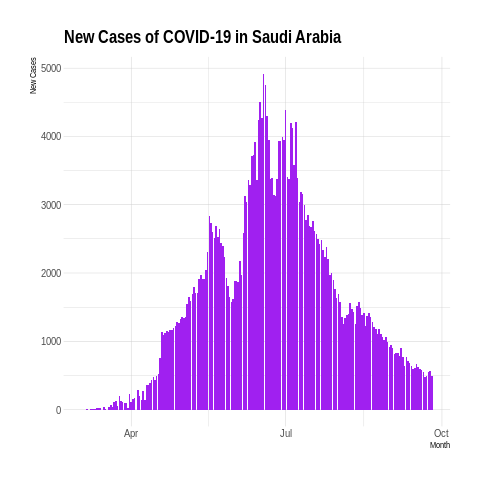 New Cases of COVID-19 in Saudi Arabia
New Cases
5000
4000
3000
2000
1000
0
Apr
Jul
Oct
Month